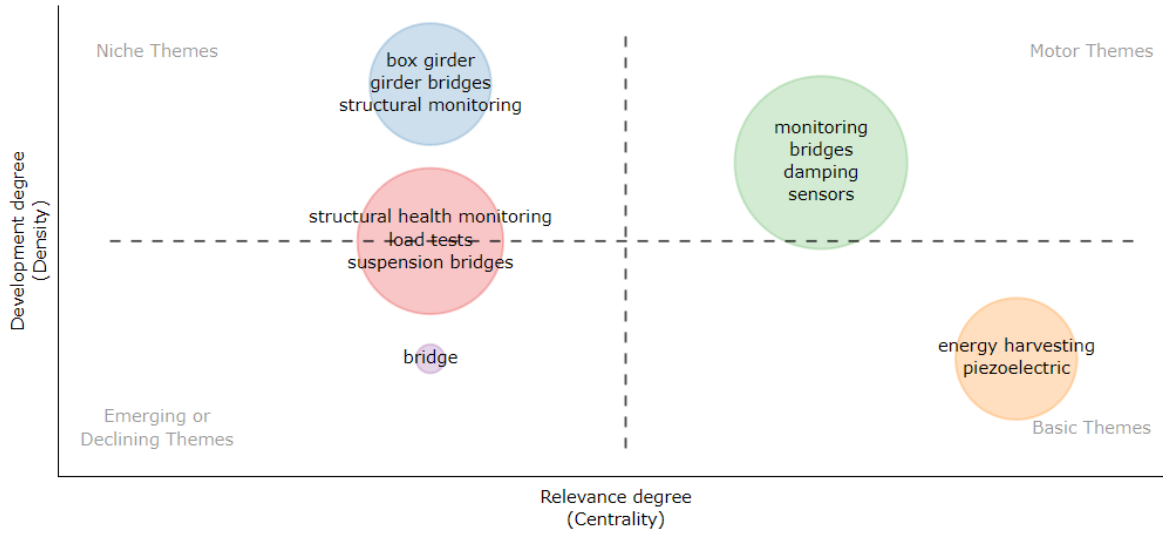 Niche Themes
Motor Themes
box girder
girder bridges
structural monitoring
monitoring
bridges
damping
sensors
structural health monitoring
load tests
suspension bridges
bridge
energy harvesting
piezoelectric
Emerging or
Declining Themes
Basic Themes
Development degree
(Density)
Relevance degree
(Centrality)